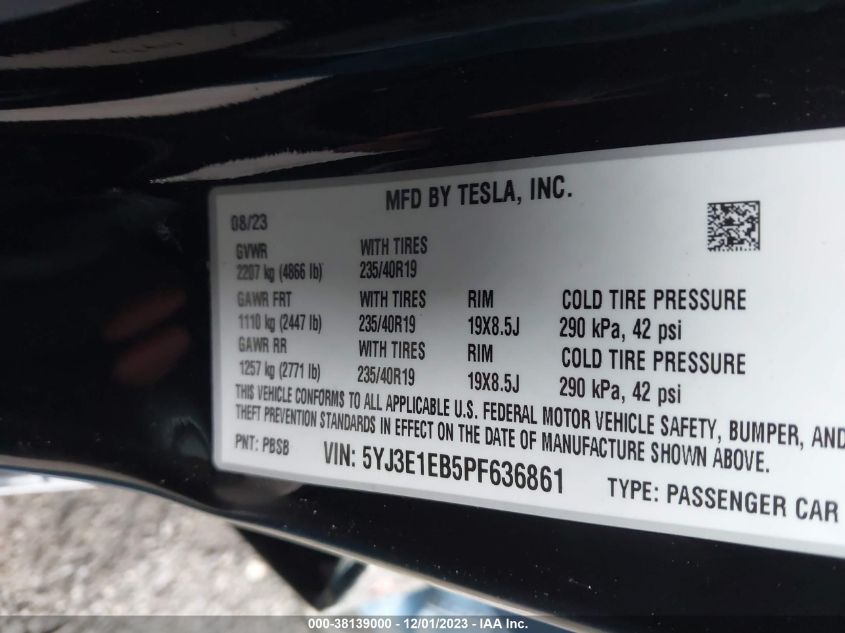 MFD BY TESLA, INC.
08/23
GVWR WITH TIRES
2207 kg (4866 lb) 235/40R19
GAWR FRT WITH TIRES RIM COLD TIRE PRESSURE
1110 kg (2447 lb) 235/40R19 19X8.5J 290 kPa, 42 psi
GAWR RR WITH TIRES RIM COLD TIRE PRESSURE
1257 kg (2771 lb) 235/40R19 19X8.5J 290 kPa, 42 psi
THIS VEHICLE CONFORMS TO ALL APPLICABLE U.S. FEDERAL MOTOR VEHICLE SAFETY, BUMPER, AND
THEFT PREVENTION STANDARDS IN EFFECT ON THE DATE OF MANUFACTURE SHOWN ABOVE.
PNT: PBSB VIN: 5YJ3E1EB5PF636861 TYPE: PASSENGER CAR
000-38139000 - 12/01/2023 - IAA Inc.